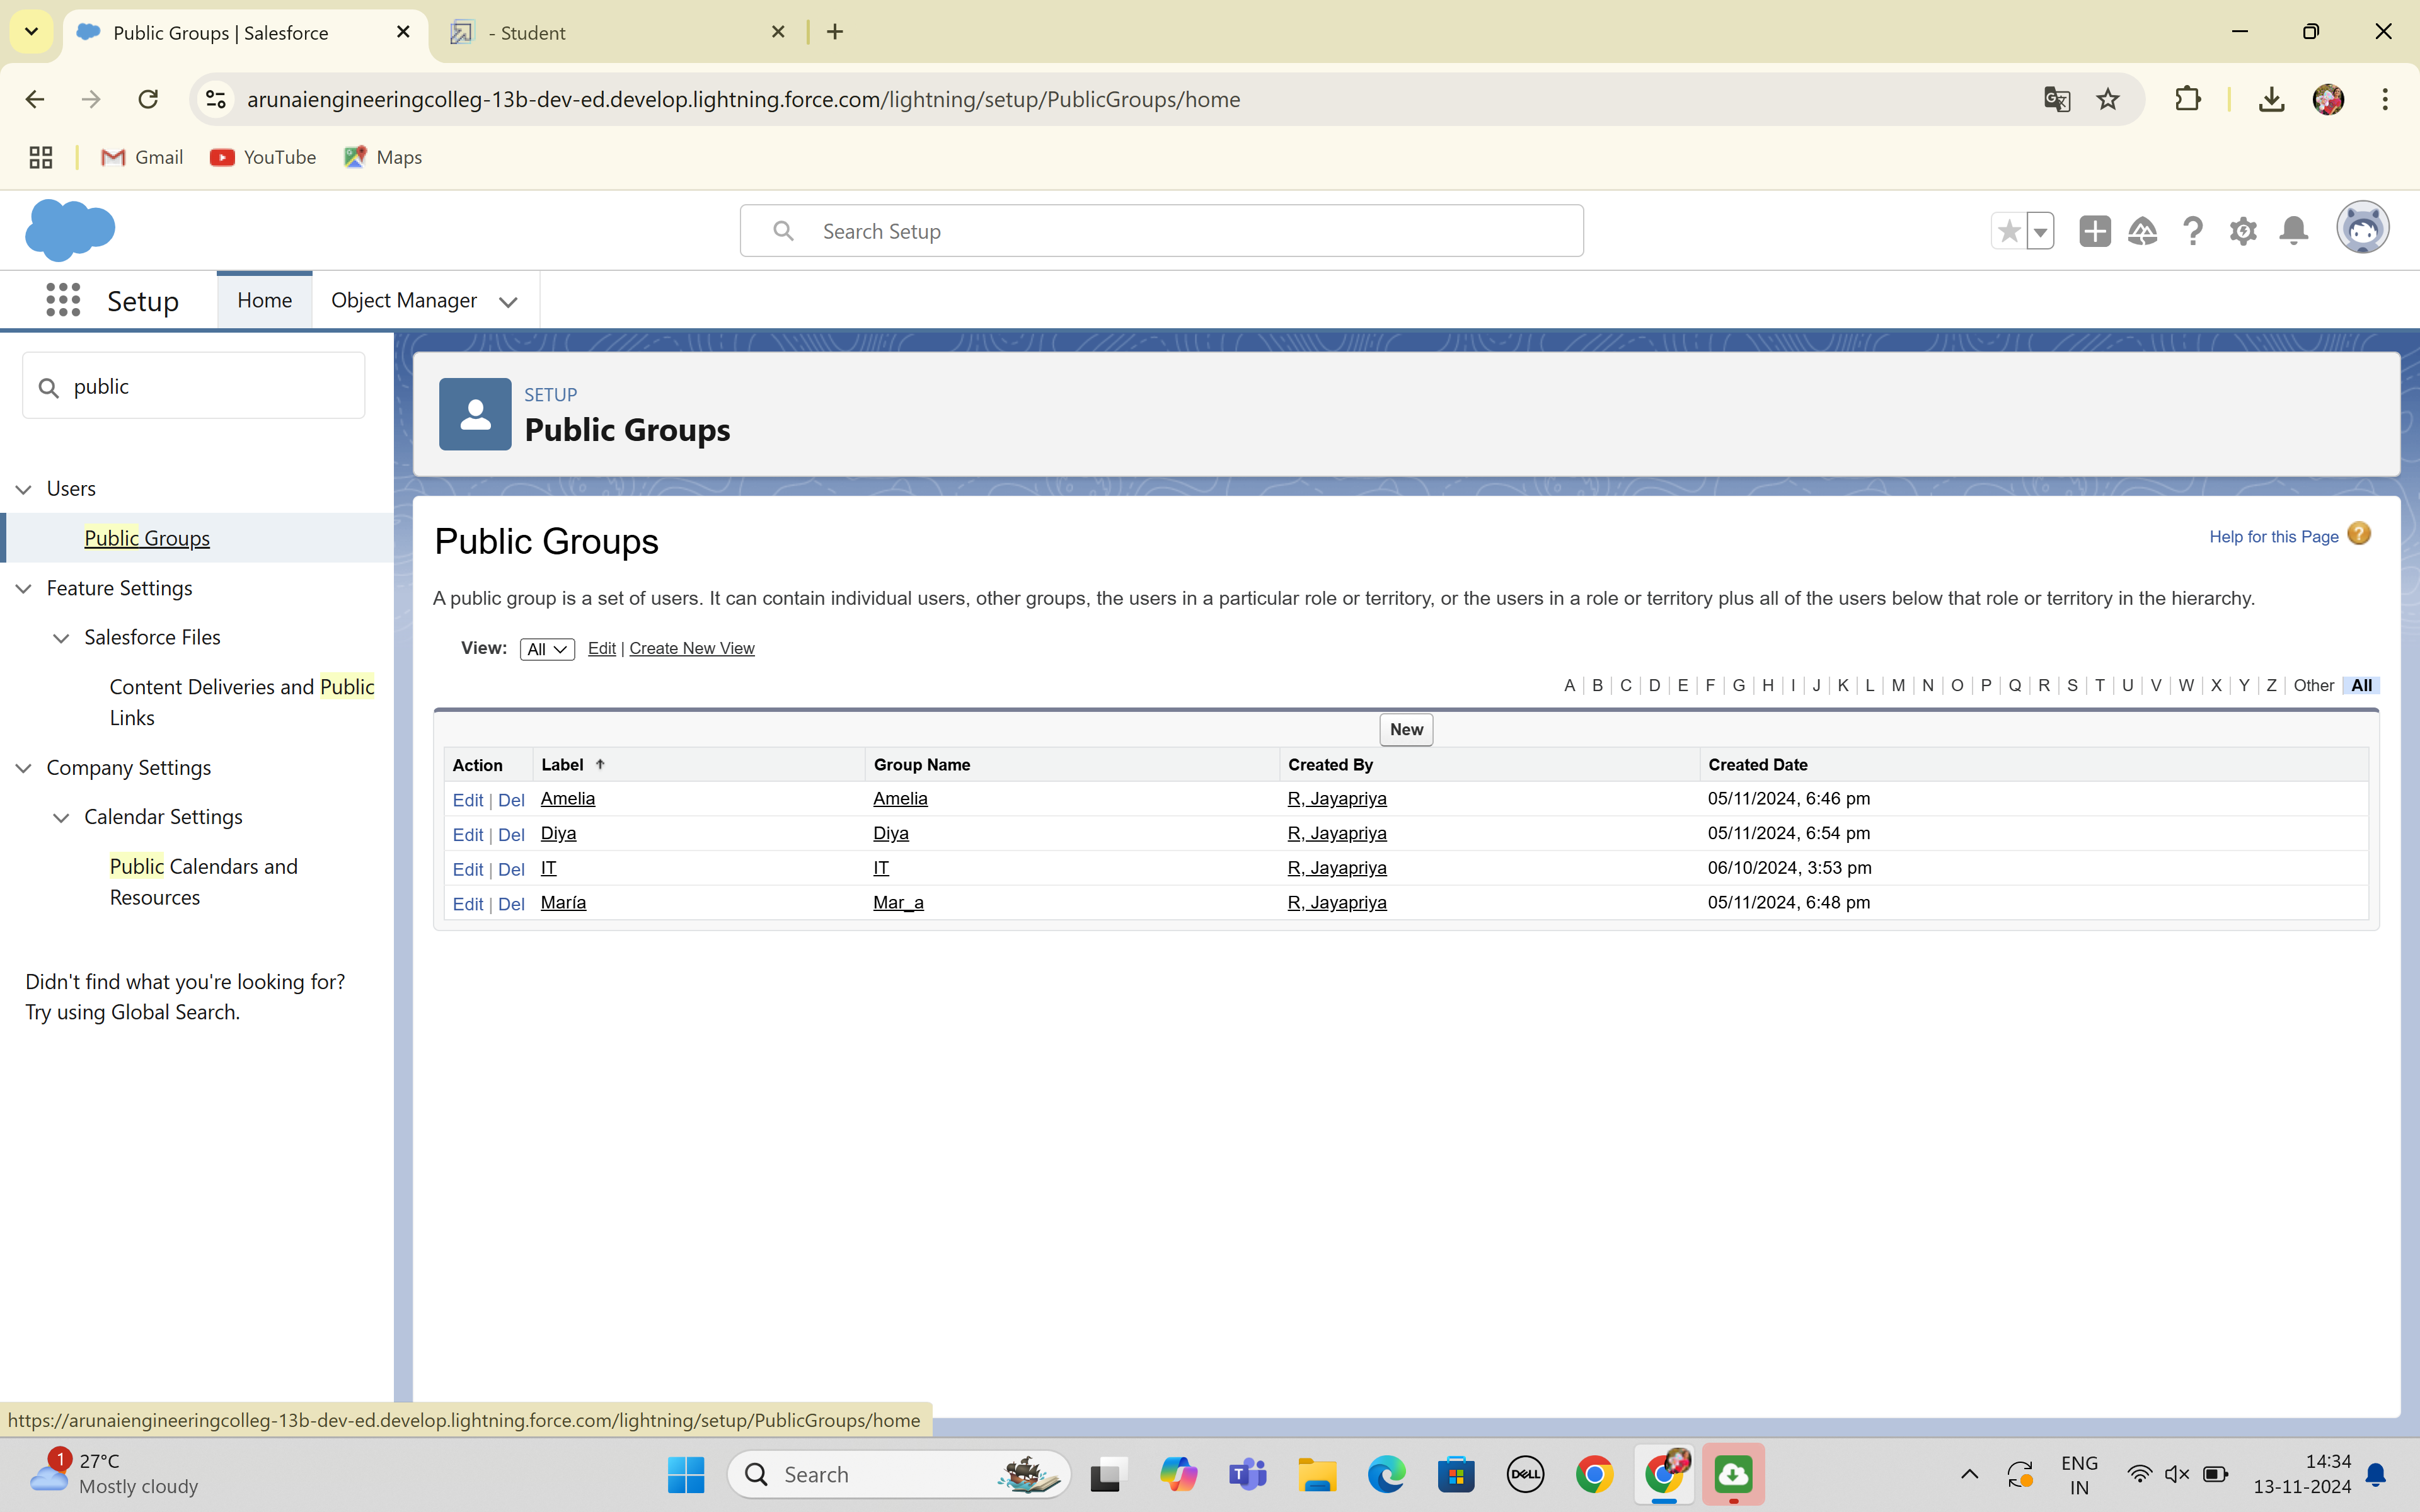 Public Groups | Salesforce
- Student
arunaiengineeringcolleg-13b-dev-ed.develop.lightning.force.com/lightning/setup/PublicGroups/home
Gmail YouTube Maps
Search Setup
Setup Home Object Manager
public
Users
Public Groups
Feature Settings
Salesforce Files
Content Deliveries and Public
Links
Company Settings
Calendar Settings
Public Calendars and
Resources
Didn't find what you're looking for?
Try using Global Search.
SETUP
Public Groups
Public Groups
Help for this Page ?
A public group is a set of users. It can contain individual users, other groups, the users in a particular role or territory, or the users in a role or territory plus all of the users below that role or territory in the hierarchy.
View: All Edit | Create New View
A | B | C | D | E | F | G | H | I | J | K | L | M | N | O | P | Q | R | S | T | U | V | W | X | Y | Z | Other | All
New
Action Label Group Name Created By Created Date
Edit | Del Amelia Amelia R, Jayapriya 05/11/2024, 6:46 pm
Edit | Del Diya Diya R, Jayapriya 05/11/2024, 6:54 pm
Edit | Del IT IT R, Jayapriya 06/10/2024, 3:53 pm
Edit | Del María Mar_a R, Jayapriya 05/11/2024, 6:48 pm
https://arunaiengineeringcolleg-13b-dev-ed.develop.lightning.force.com/lightning/setup/PublicGroups/home
1
27°C
Mostly cloudy
Search
DELL
ENG
IN
14:34
13-11-2024